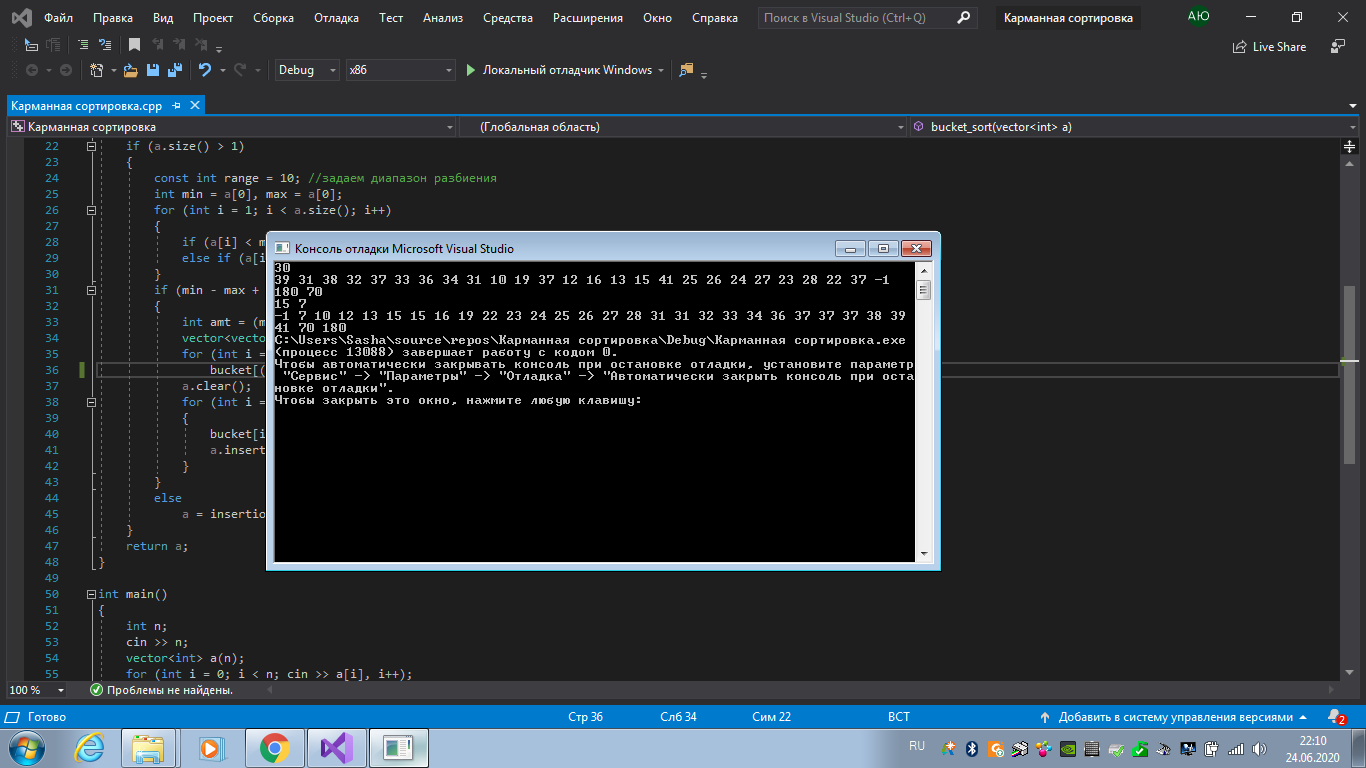 Файл Правка Вид Проект Сборка Отладка Тест Анализ Средства Расширения Окно Справка Поиск в Visual Studio (Ctrl+Q) Карманная сортировка АЮ
Live Share
Debug x86 Локальный отладчик Windows
Карманная сортировка.cpp
Карманная сортировка (Глобальная область) bucket_sort(vector<int> a)
22 if (a.size() > 1)
23 {
24 const int range = 10; //задаем диапазон разбиения
25 int min = a[0], max = a[0];
26 for (int i = 1; i < a.size(); i++)
27 {
28 if (a[i] < m
29 else if (a[i
30 }
31 if (min - max +
32 {
33 int amt = (m
34 vector<vecto
35 for (int i =
36 bucket[(
37 a.clear();
38 for (int i =
39 {
40 bucket[i
41 a.insert
42 }
43 }
44 else
45 a = insertio
46 }
47 return a;
48 }
49
50 int main()
51 {
52 int n;
53 cin >> n;
54 vector<int> a(n);
55 for (int i = 0; i < n; cin >> a[i], i++);
Консоль отладки Microsoft Visual Studio
30
39 31 38 32 37 33 36 34 31 10 19 37 12 16 13 15 41 25 26 24 27 23 28 22 37 -1
180 70
15 7
-1 7 10 12 13 15 15 16 19 22 23 24 25 26 27 28 31 31 32 33 34 36 37 37 37 38 39
41 70 180
C:\Users\Sasha\source\repos\Карманная сортировка\Debug\Карманная сортировка.exe
(процесс 13088) завершает работу с кодом 0.
Чтобы автоматически закрывать консоль при остановке отладки, установите параметр
"Сервис" -> "Параметры" -> "Отладка" -> "Автоматически закрыть консоль при оста
новке отладки".
Чтобы закрыть это окно, нажмите любую клавишу:
100 % Проблемы не найдены.
Готово Стр 36 Слб 34 Сим 22 ВСТ Добавить в систему управления версиями 2
RU 22:10
24.06.2020